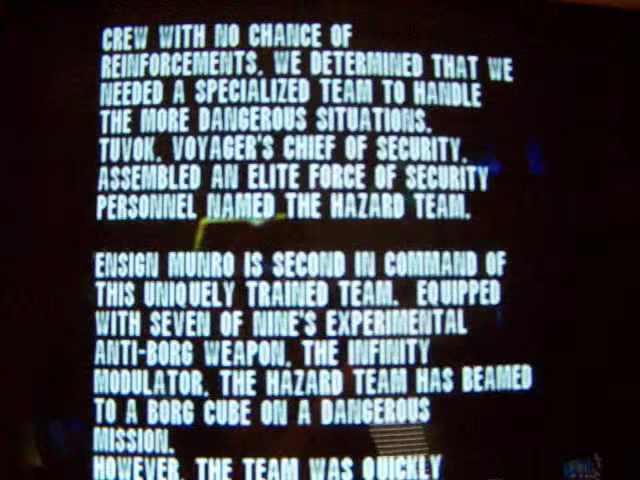 CREW WITH NO CHANCE OF
REINFORCEMENTS, WE DETERMINED THAT WE
NEEDED A SPECIALIZED TEAM TO HANDLE
THE MORE DANGEROUS SITUATIONS.
TUVOK, VOYAGER'S CHIEF OF SECURITY,
ASSEMBLED AN ELITE FORCE OF SECURITY
PERSONNEL NAMED THE HAZARD TEAM.
ENSIGN MUNRO IS SECOND IN COMMAND OF
THIS UNIQUELY TRAINED TEAM. EQUIPPED
WITH SEVEN OF NINE'S EXPERIMENTAL
ANTI-BORG WEAPON, THE INFINITY
MODULATOR, THE HAZARD TEAM HAS BEAMED
TO A BORG CUBE ON A DANGEROUS
MISSION.
HOWEVER, THE TEAM WAS QUICKLY